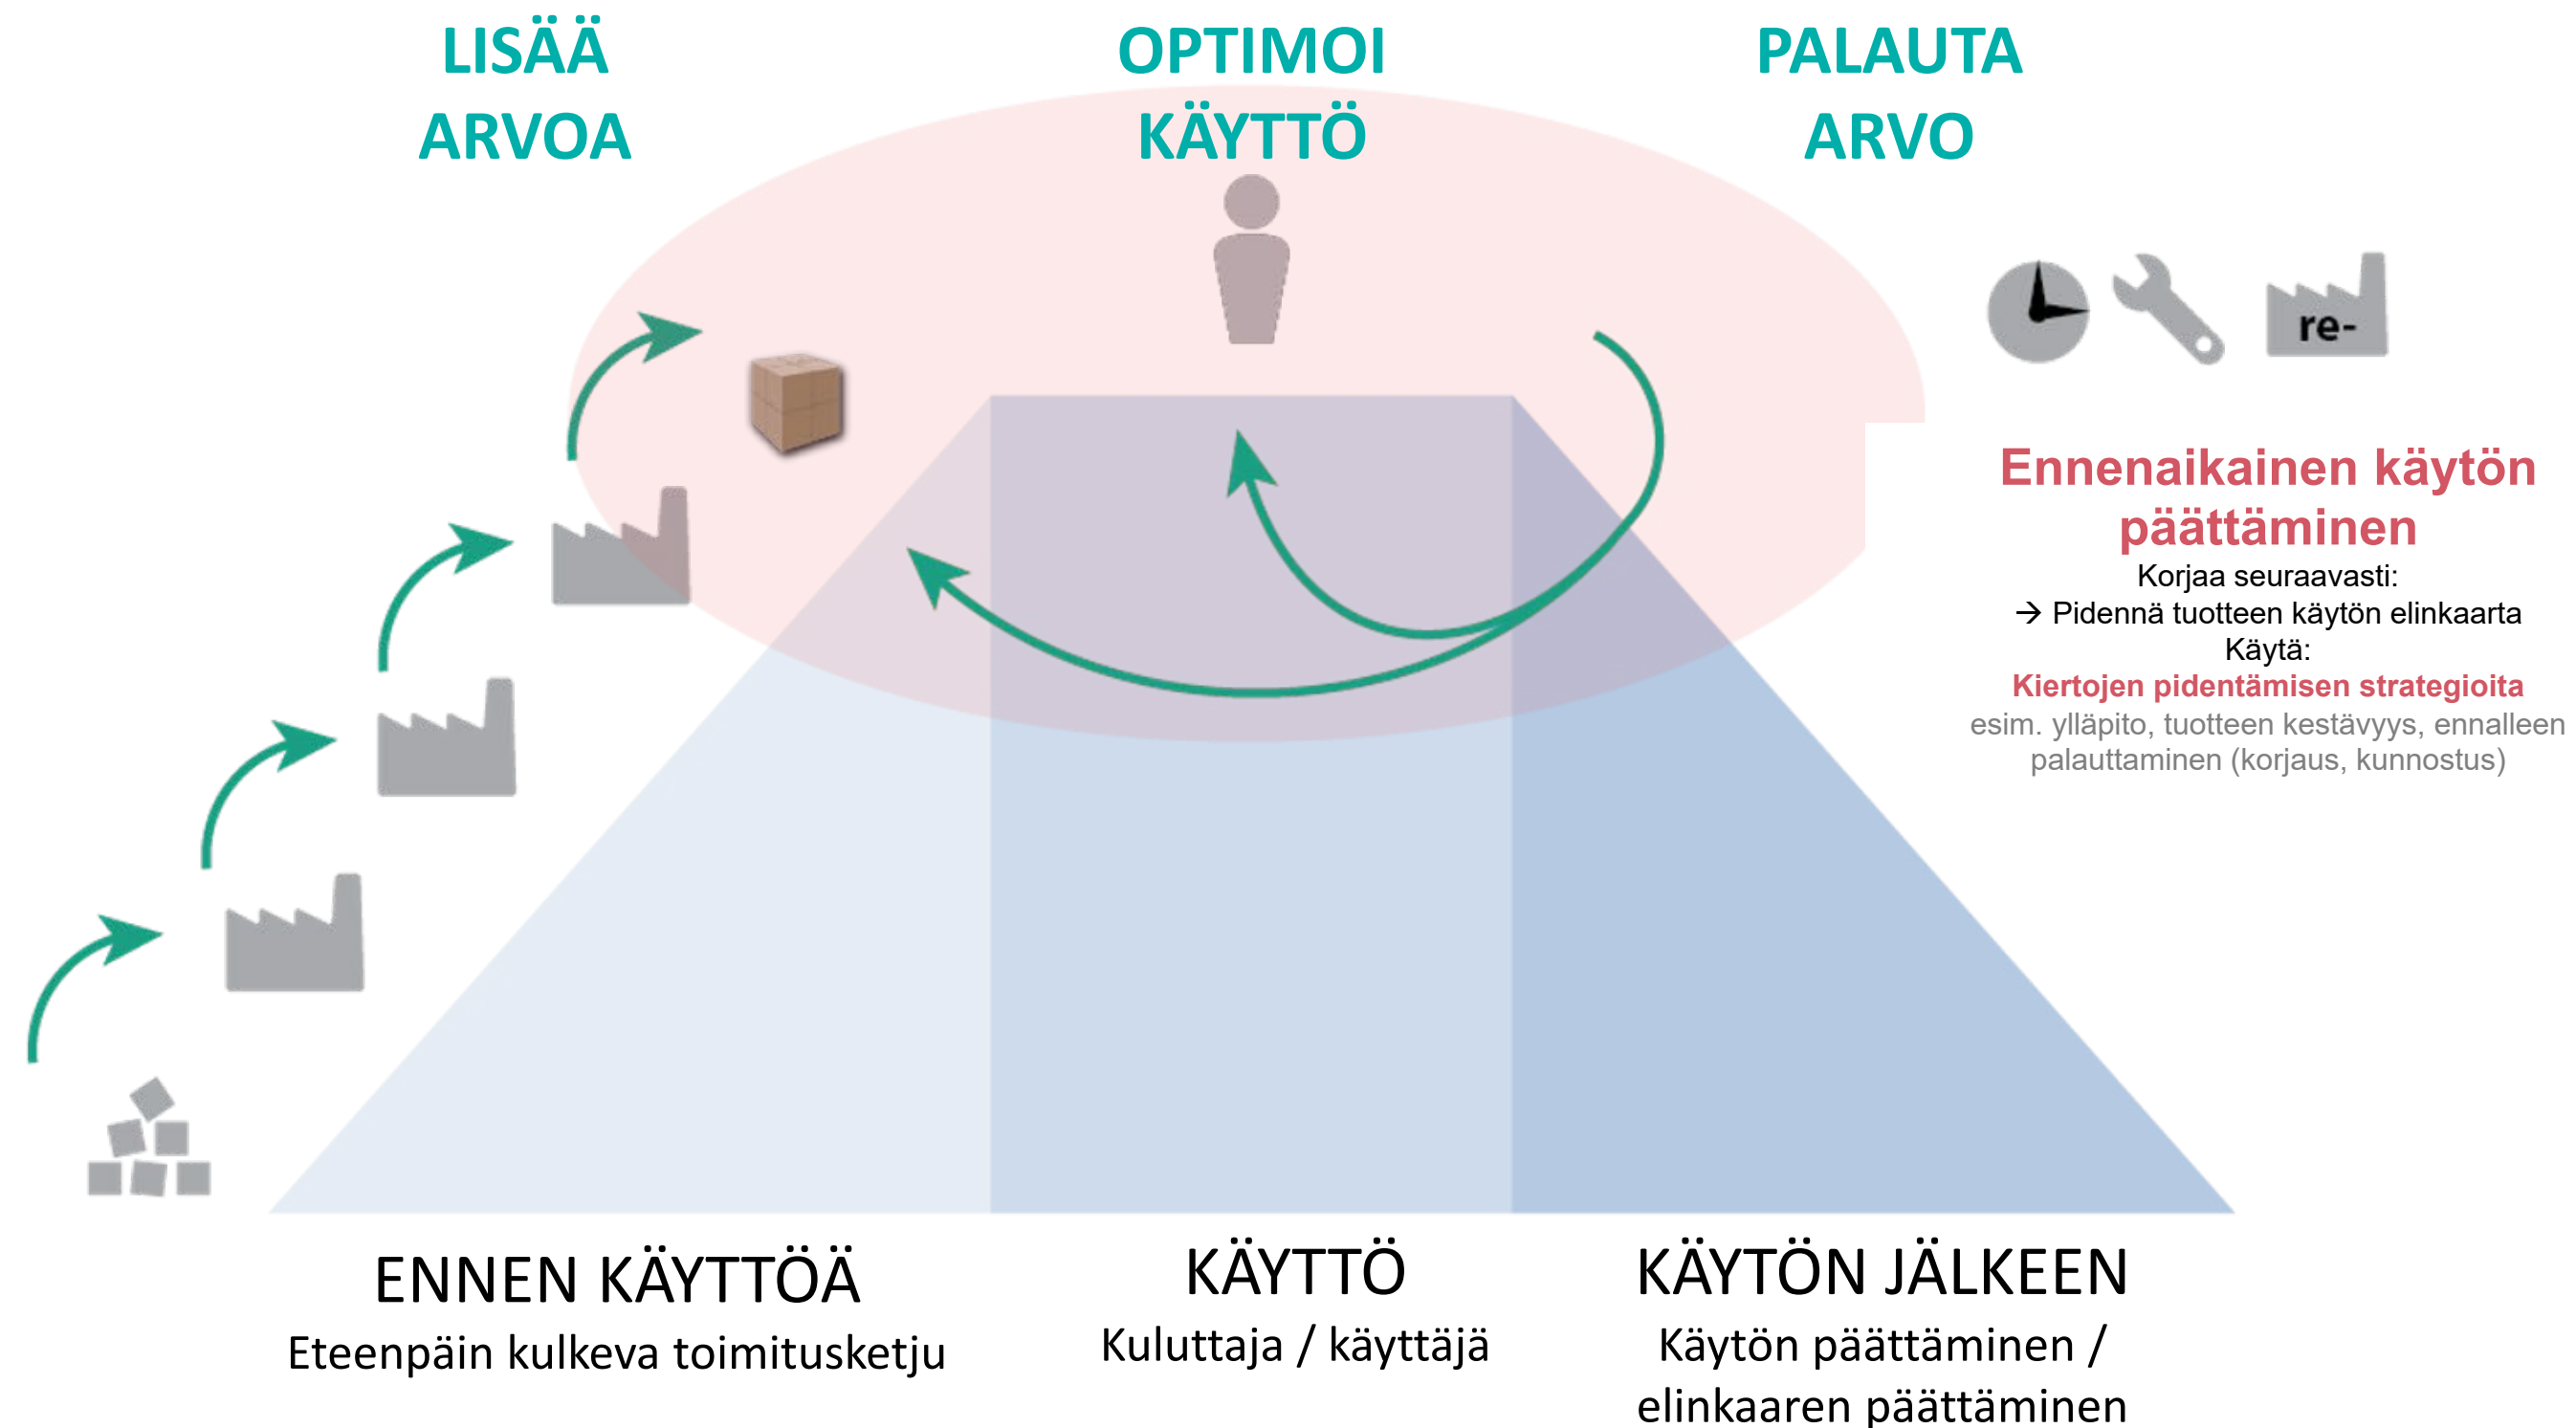 LISÄÄ
ARVOA
OPTIMOI
KÄYTTÖ
PALAUTA
ARVO
re-
Ennenaikainen käytön
päättäminen
Korjaa seuraavasti:
→ Pidennä tuotteen käytön elinkaarta
Käytä:
Kiertojen pidentämisen strategioita
esim. ylläpito, tuotteen kestävyys, ennalleen
palauttaminen (korjaus, kunnostus)
ENNEN KÄYTTÖÄ
Eteenpäin kulkeva toimitusketju
KÄYTTÖ
Kuluttaja / käyttäjä
KÄYTÖN JÄLKEEN
Käytön päättäminen /
elinkaaren päättäminen